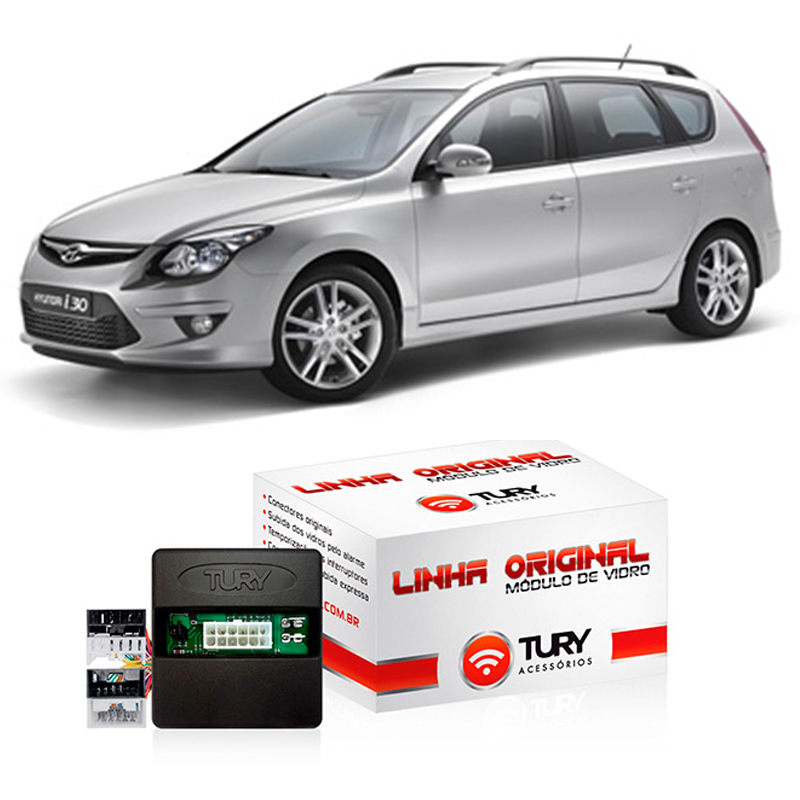 HYUNDAI i30
LINHA ORIGINAL
MÓDULO DE VIDRO
TURY
ACESSÓRIOS
• Conectores originais
• Subida dos vidros pelo alarme
• Temporizador interruptores
subida expressa
.COM.BR
LINHA ORIGINAL
MÓDULO DE VIDRO
TURY
ACESSÓRIOS
TURY